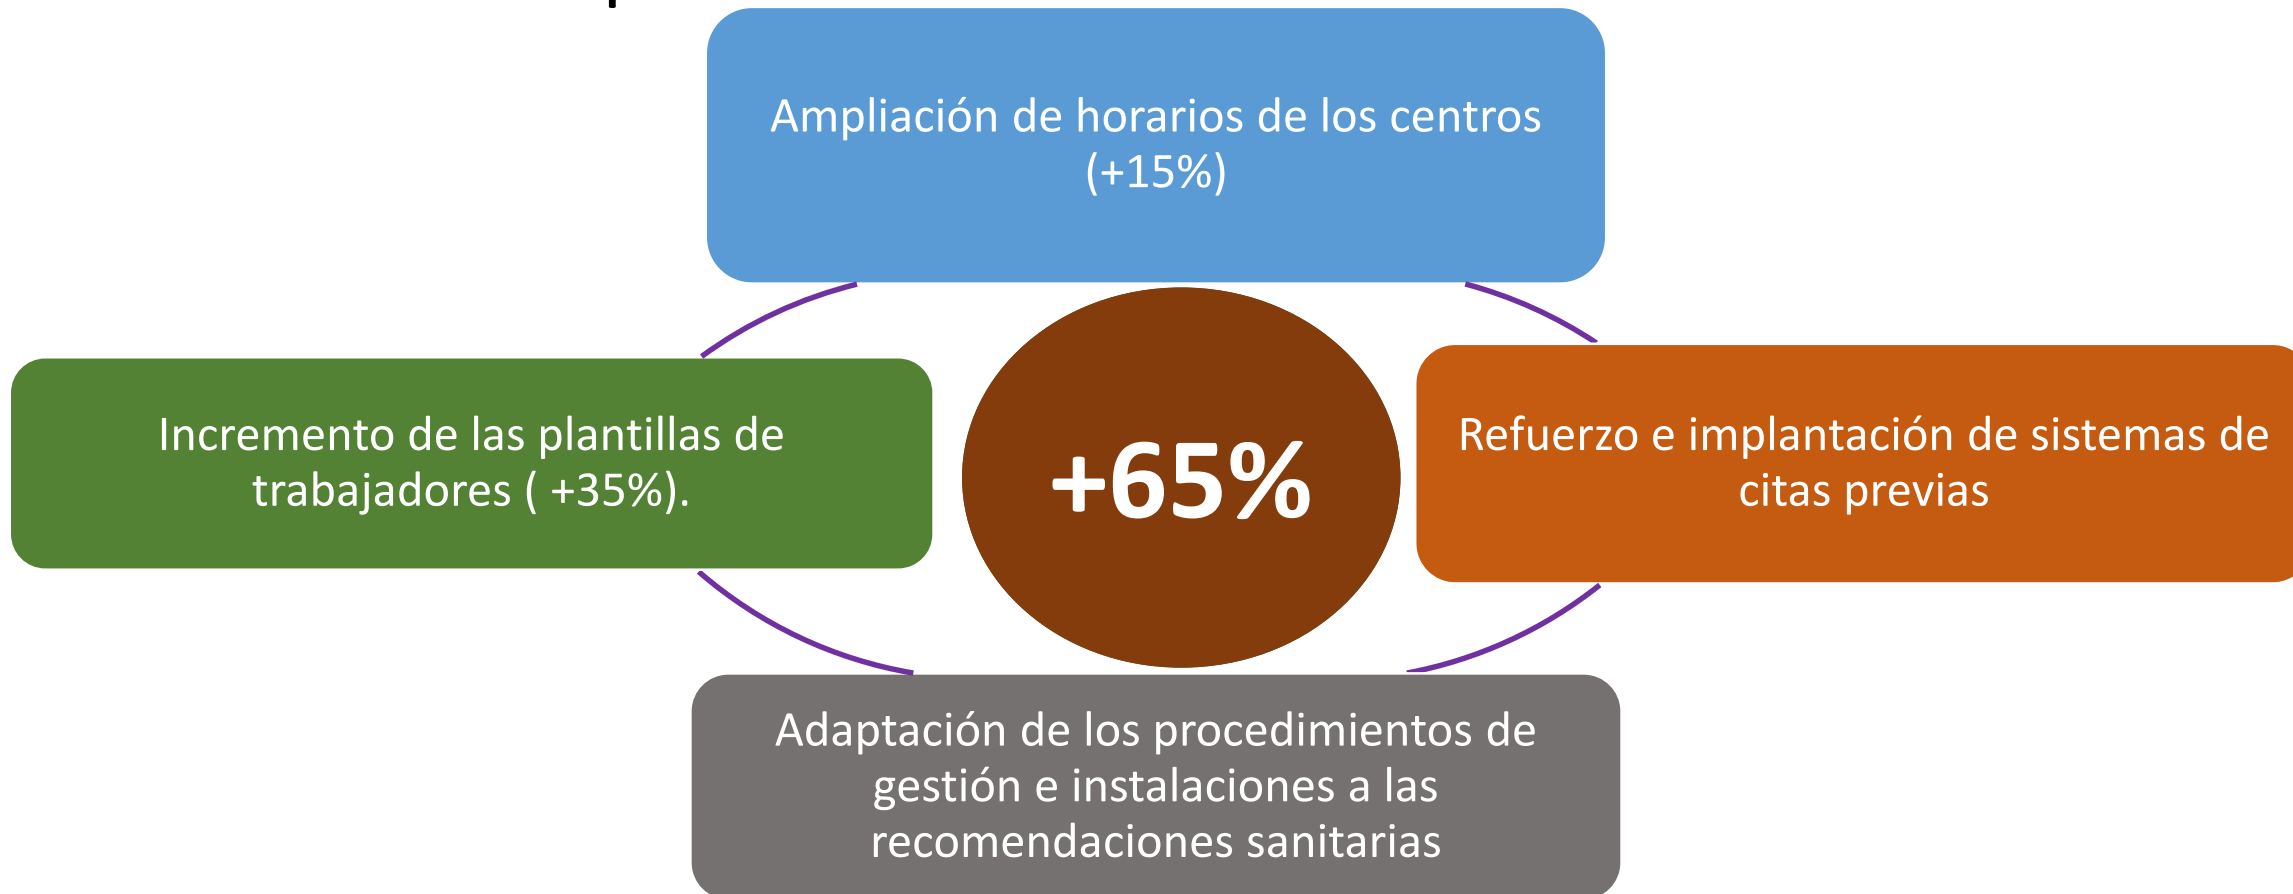 Ampliación de horarios de los centros
(+15%)
Incremento de las plantillas de
trabajadores ( +35%).
+65%
Refuerzo e implantación de sistemas de
citas previas
Adaptación de los procedimientos de
gestión e instalaciones a las
recomendaciones sanitarias